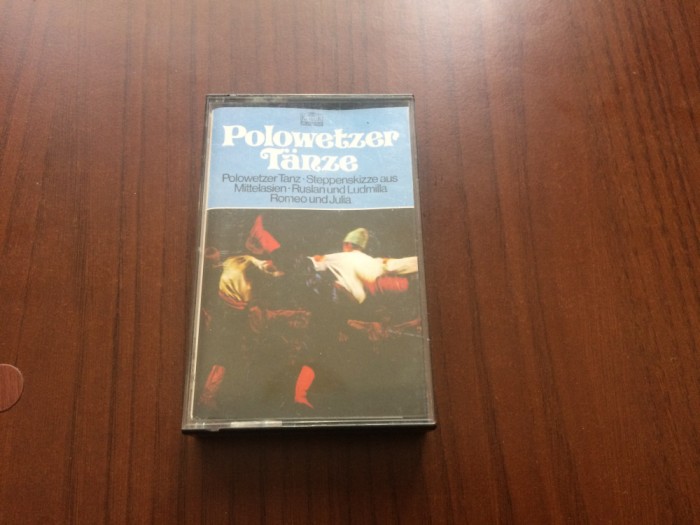 Polowetzer
Tänze
Polowetzer Tanz · Steppenskizze aus
Mittelasien · Ruslan und Ludmilla
Romeo und Julia